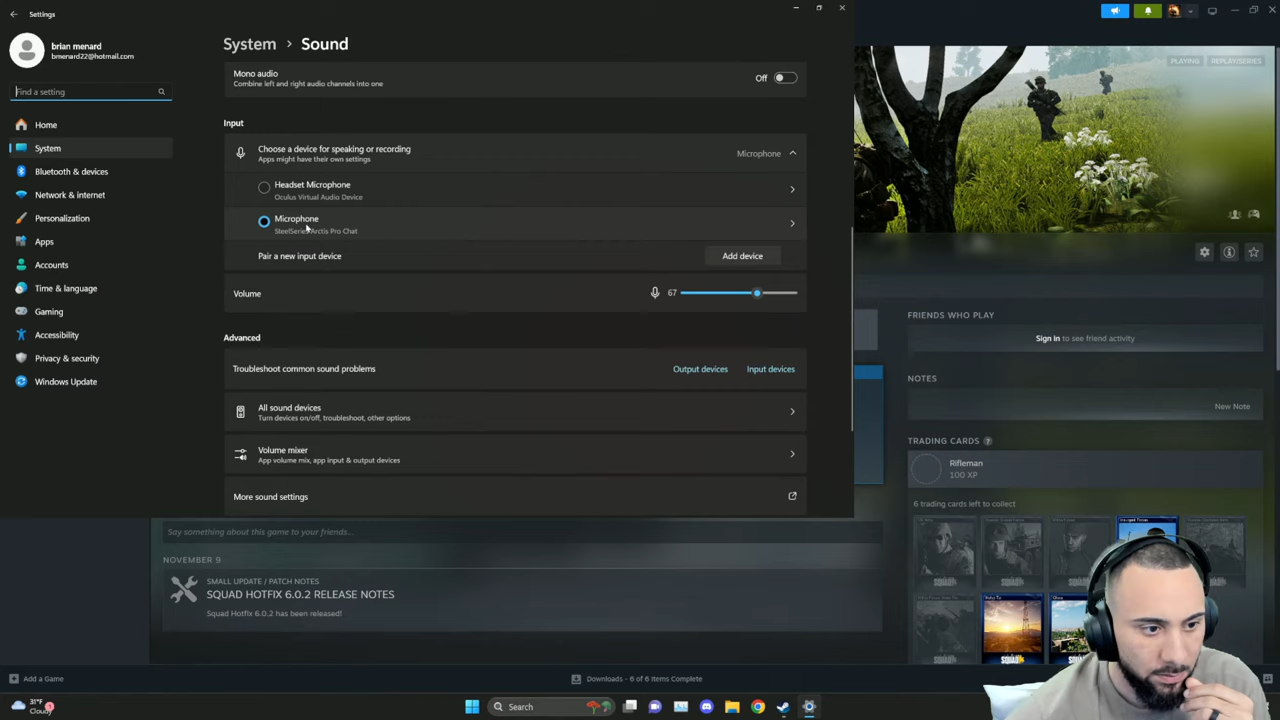 Settings
brian menard
bmenard22@hotmail.com
Find a setting
Home
System
Bluetooth & devices
Network & internet
Personalization
Apps
Accounts
Time & language
Gaming
Accessibility
Privacy & security
Windows Update
System > Sound
Mono audio
Combine left and right audio channels into one
Off
Input
Choose a device for speaking or recording
Apps might have their own settings
Microphone
Headset Microphone
Oculus Virtual Audio Device
Microphone
SteelSeries Arctis Pro Chat
Pair a new input device
Add device
Volume
67
Advanced
Troubleshoot common sound problems
Output devices
Input devices
All sound devices
Turn devices on/off, troubleshoot, other options
Volume mixer
App volume mix, app input & output devices
More sound settings
PLAYING
REPLAY|SERIES
FRIENDS WHO PLAY
Sign in to see friend activity
NOTES
New Note
TRADING CARDS ?
Rifleman
100 XP
6 trading cards left to collect
Say something about this game to your friends...
NOVEMBER 9
SMALL UPDATE / PATCH NOTES
SQUAD HOTFIX 6.0.2 RELEASE NOTES
Squad Hotfix 6.0.2 has been released!
Add a Game
Downloads - 6 of 6 Items Complete
31°F
Cloudy
Search